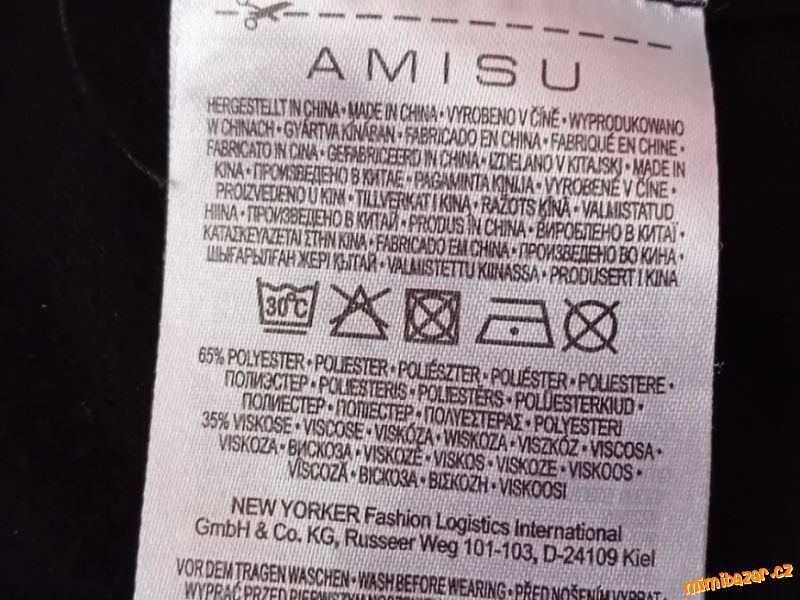 AMISU
HERGESTELLT IN CHINA • MADE IN CHINA • VYROBENO V ČÍNĚ • WYPRODUKOWANO
W CHINACH • GYÁRTVA KÍNÁBAN • FABRICADO EN CHINA • FABRIQUÉ EN CHINE •
FABRICATO IN CINA • GEFABRICEERD IN CHINA • IZDELANO V KITAJSKI • MADE IN
KINA • ПРОИЗВЕДЕНО В КИТАЕ • PAGAMINTA KINIJA • VYROBENÉ V ČÍNE •
PROIZVEDENO U KINI • TILLVERKAT I KINA • RAŽOTS ĶĪNĀ • VALMISTATUD
HIINA • ПРОИЗВЕДЕНО В КИТАЙ • PRODUS ÎN CHINA • ВИРОБЛЕНО В КИТАЇ •
ΚΑΤΑΣΚΕΥΑΖΕΤΑΙ ΣΤΗΝ ΚΙΝΑ • FABRICADO EM CHINA • ПРОИЗВЕДЕНО ВО КИНА •
ШЫҒАРЫЛҒАН ЖЕРІ ҚЫТАЙ • VALMISTETTU KIINASSA • PRODUSERT I KINA
30°C
65% POLYESTER • POLIESTER • POLIÉSZTER • POLIÉSTER • POLIESTERE •
ПОЛИЭСТЕР • POLIESTERIS • POLIESTERS • POLÜESTERKIUD •
ПОЛИЕСТЕР • ПОЛІЕСТЕР • ΠΟΛΥΕΣΤΕΡΑΣ • POLYESTERI
35% VISKOSE • VISCOSE • VISKÓZA • WISKOZA • VISZKÓZ • VISCOSA •
VISKOZA • ВИСКОЗА • VISKOZĖ • VISKOS • VISKOZE • VISKOOS •
VISCOZĂ • ВІСКОЗА • ΒΙΣΚΟΖΗ • VISKOOSI
NEW YORKER Fashion Logistics International
GmbH & Co. KG, Russeer Weg 101-103, D-24109 Kiel
VOR DEM TRAGEN WASCHEN • WASH BEFORE WEARING • PŘED NOŠENÍM VYPRAT •
WYPRAĆ PRZED PIERWSZYM
mimibazar.cz